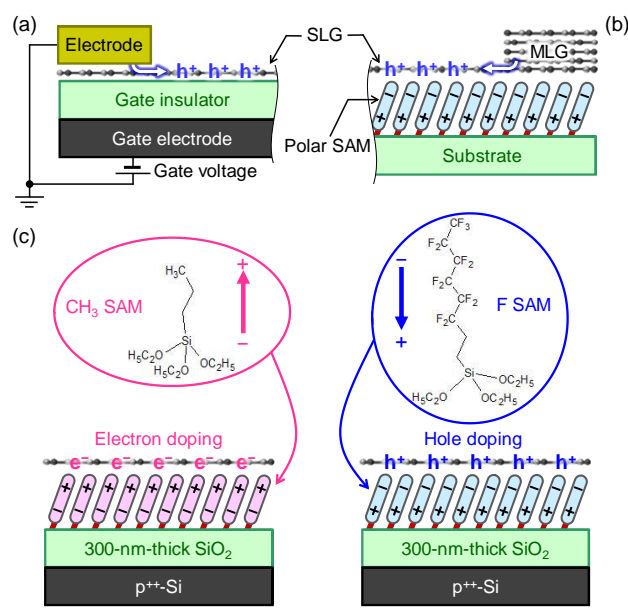 (a)
Electrode
SLG
(b)
MLG
h⁺ h⁺ h⁺
h⁺ h⁺ h⁺
Gate insulator
Gate electrode
Polar SAM
Substrate
Gate voltage
− − − − − − − − −
+ + + + + + + + +
(c)
CH₃ SAM
H₃C
Si
H₅C₂O
H₅C₂O
OC₂H₅
+
−
CF₃
F₂C
CF₂
F₂C
CF₂
F₂C
CF₂
F₂C
Si
H₅C₂O
OC₂H₅
OC₂H₅
−
+
F SAM
Electron doping
e⁻ e⁻ e⁻ e⁻ e⁻
+ + + + + + + + +
− − − − − − − − −
300-nm-thick SiO₂
p⁺⁺-Si
Hole doping
h⁺ h⁺ h⁺ h⁺ h⁺
− − − − − − − − −
+ + + + + + + + +
300-nm-thick SiO₂
p⁺⁺-Si